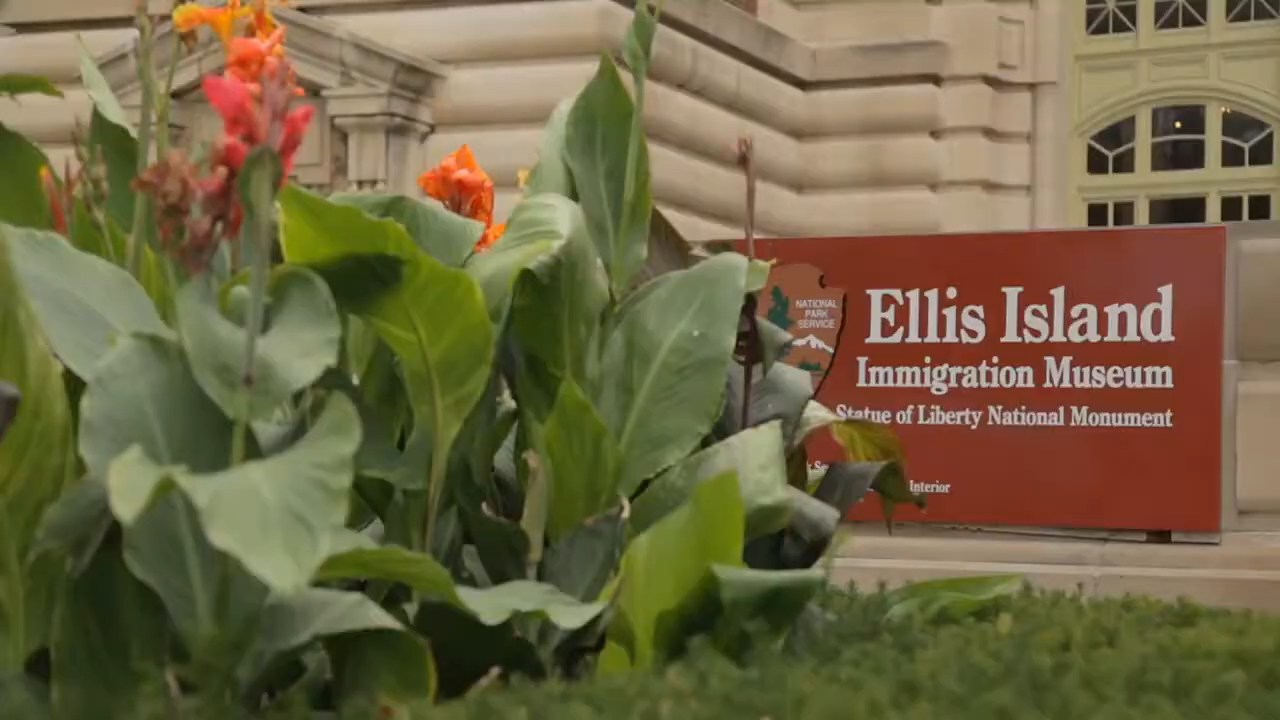 NATIONAL
PARK
SERVICE
Ellis Island
Immigration Museum
Statue of Liberty National Monument
Interior